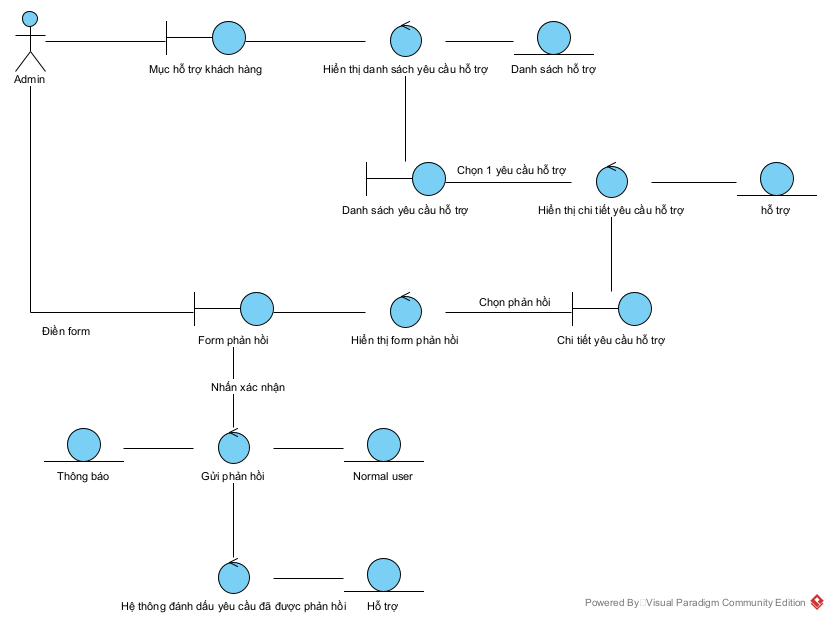 Admin
Mục hỗ trợ khách hàng
Hiển thị danh sách yêu cầu hỗ trợ
Danh sách hỗ trợ
Chọn 1 yêu cầu hỗ trợ
Danh sách yêu cầu hỗ trợ
Hiển thị chi tiết yêu cầu hỗ trợ
hỗ trợ
Chọn phản hồi
Điền form
Form phản hồi
Hiển thị form phản hồi
Chi tiết yêu cầu hỗ trợ
Nhấn xác nhận
Thông báo
Gửi phản hồi
Normal user
Hệ thông đánh dấu yêu cầu đã được phản hồi
Hỗ trợ
Powered By Visual Paradigm Community Edition